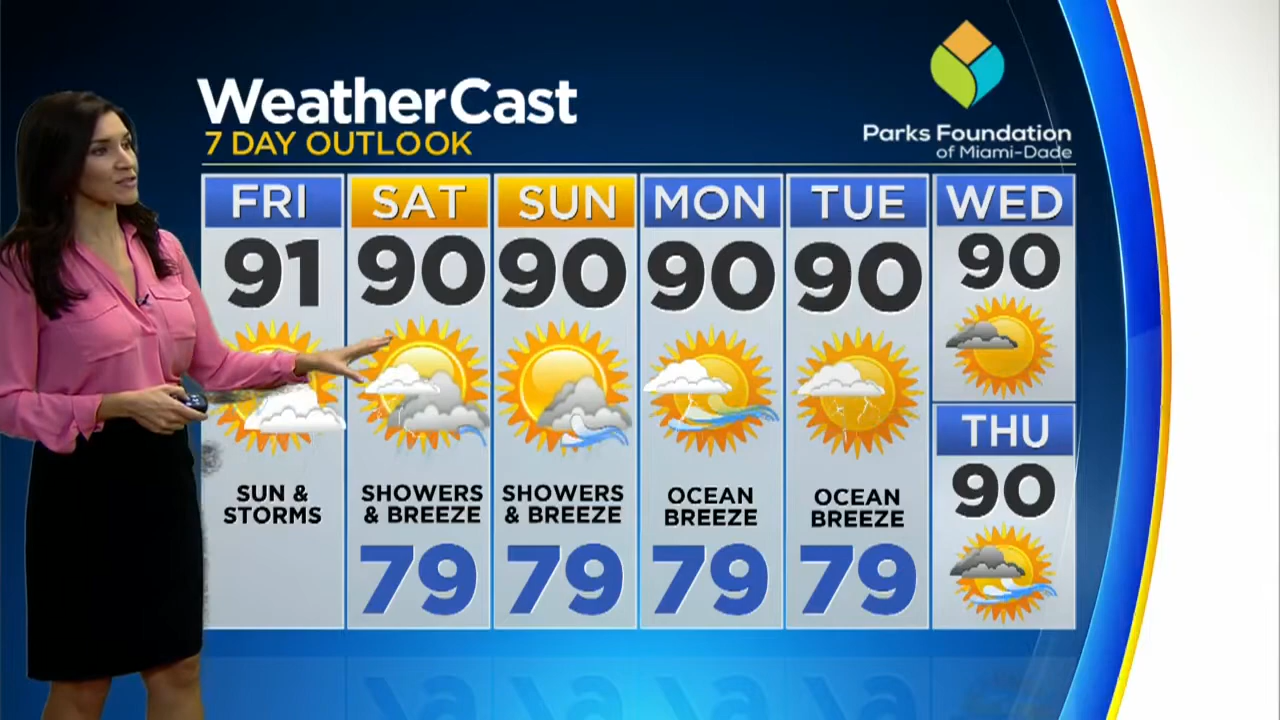 WeatherCast
7 DAY OUTLOOK
Parks Foundation
of Miami-Dade
FRI
91
SUN &
STORMS
SAT
90
SHOWERS
& BREEZE
79
SUN
90
SHOWERS
& BREEZE
79
MON
90
OCEAN
BREEZE
79
TUE
90
OCEAN
BREEZE
79
WED
90
THU
90